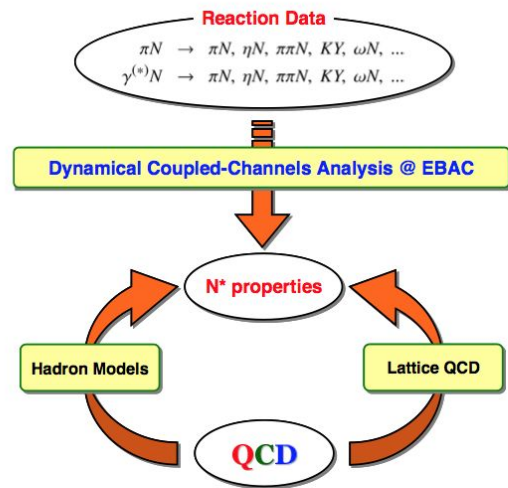 Reaction Data
πN → πN, ηN, ππN, KY, ωN, ...
γ(*)N → πN, ηN, ππN, KY, ωN, ...
Dynamical Coupled-Channels Analysis @ EBAC
N* properties
Hadron Models
Lattice QCD
QCD